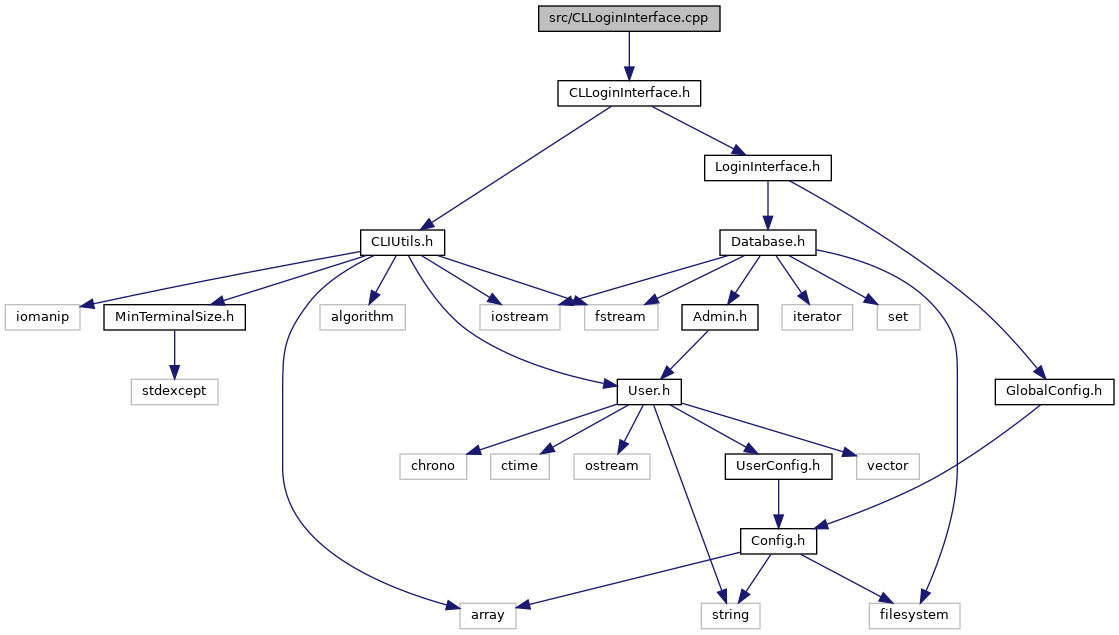 src/CLLoginInterface.cpp
CLLoginInterface.h
LoginInterface.h
CLIUtils.h
Database.h
iomanip
MinTerminalSize.h
algorithm
iostream
fstream
Admin.h
iterator
set
stdexcept
User.h
GlobalConfig.h
chrono
ctime
ostream
UserConfig.h
vector
Config.h
array
string
filesystem